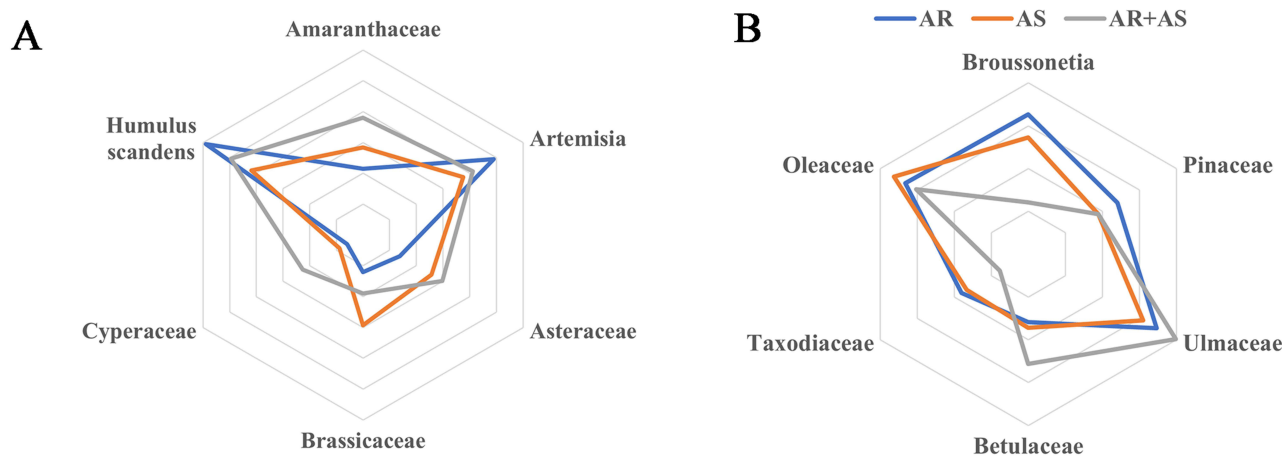 A
Amaranthaceae
Humulus
scandens
Artemisia
Cyperaceae
Asteraceae
Brassicaceae
B
AR
AS
AR+AS
Broussonetia
Oleaceae
Pinaceae
Taxodiaceae
Ulmaceae
Betulaceae